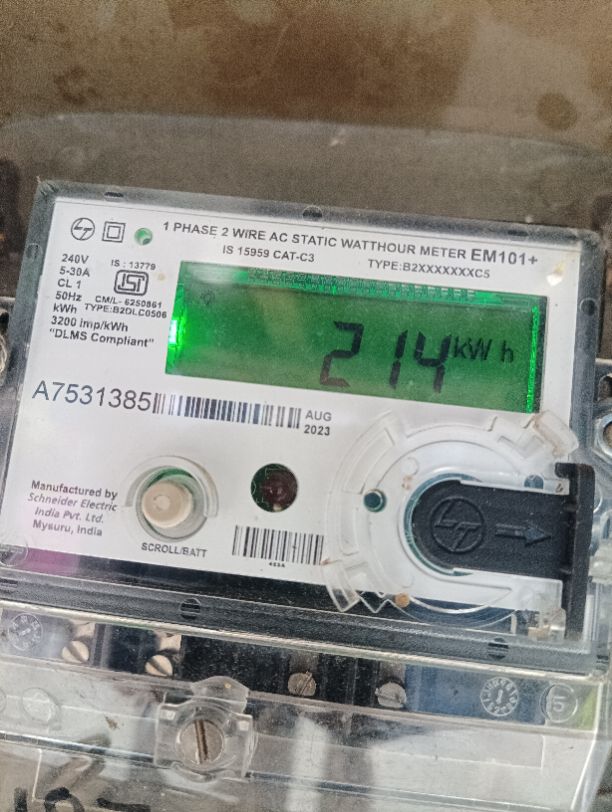 1 PHASE 2 WIRE AC STATIC WATTHOUR METER EM101+
IS 15959 CAT-C3
TYPE:B2XXXXXXXC5
240V
5-30A
CL 1
50Hz
kWh
IS : 13779
ISI
CM/L- 6250861
TYPE:B2DLC0506
3200 imp/kWh
"DLMS Compliant"
214 kWh
A7531385
AUG
2023
Manufactured by
Schneider Electric
India Pvt. Ltd.
Mysuru, India
SCROLL/BATT
LT